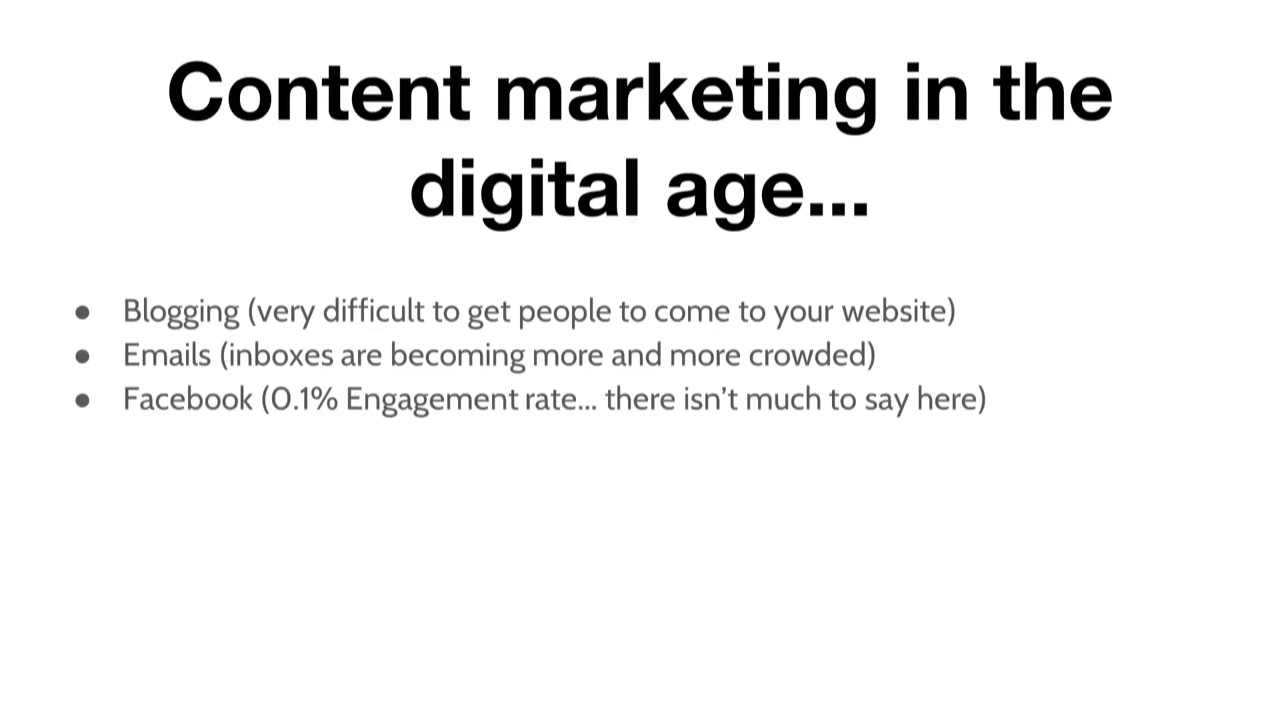 Content marketing in the
digital age...
● Blogging (very difficult to get people to come to your website)
● Emails (inboxes are becoming more and more crowded)
● Facebook (0.1% Engagement rate... there isn't much to say here)